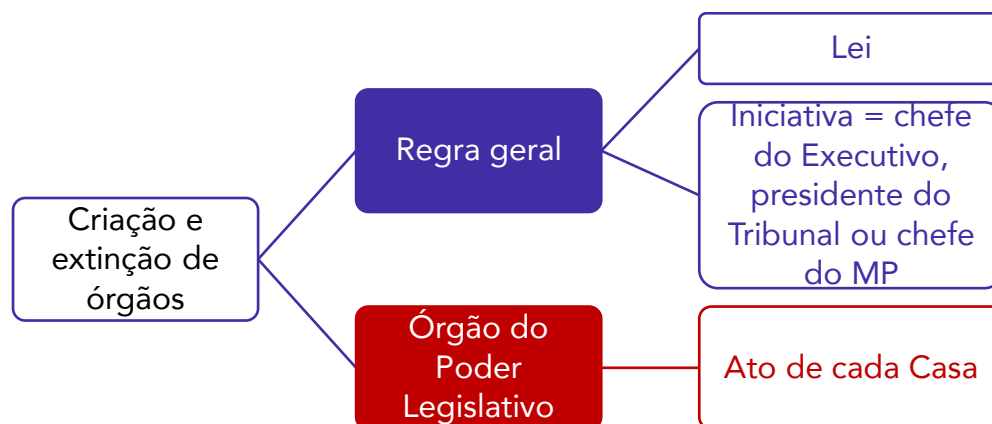 Criação e
extinção de
órgãos
Regra geral
Lei
Iniciativa = chefe
do Executivo,
presidente do
Tribunal ou chefe
do MP
Órgão do
Poder
Legislativo
Ato de cada Casa